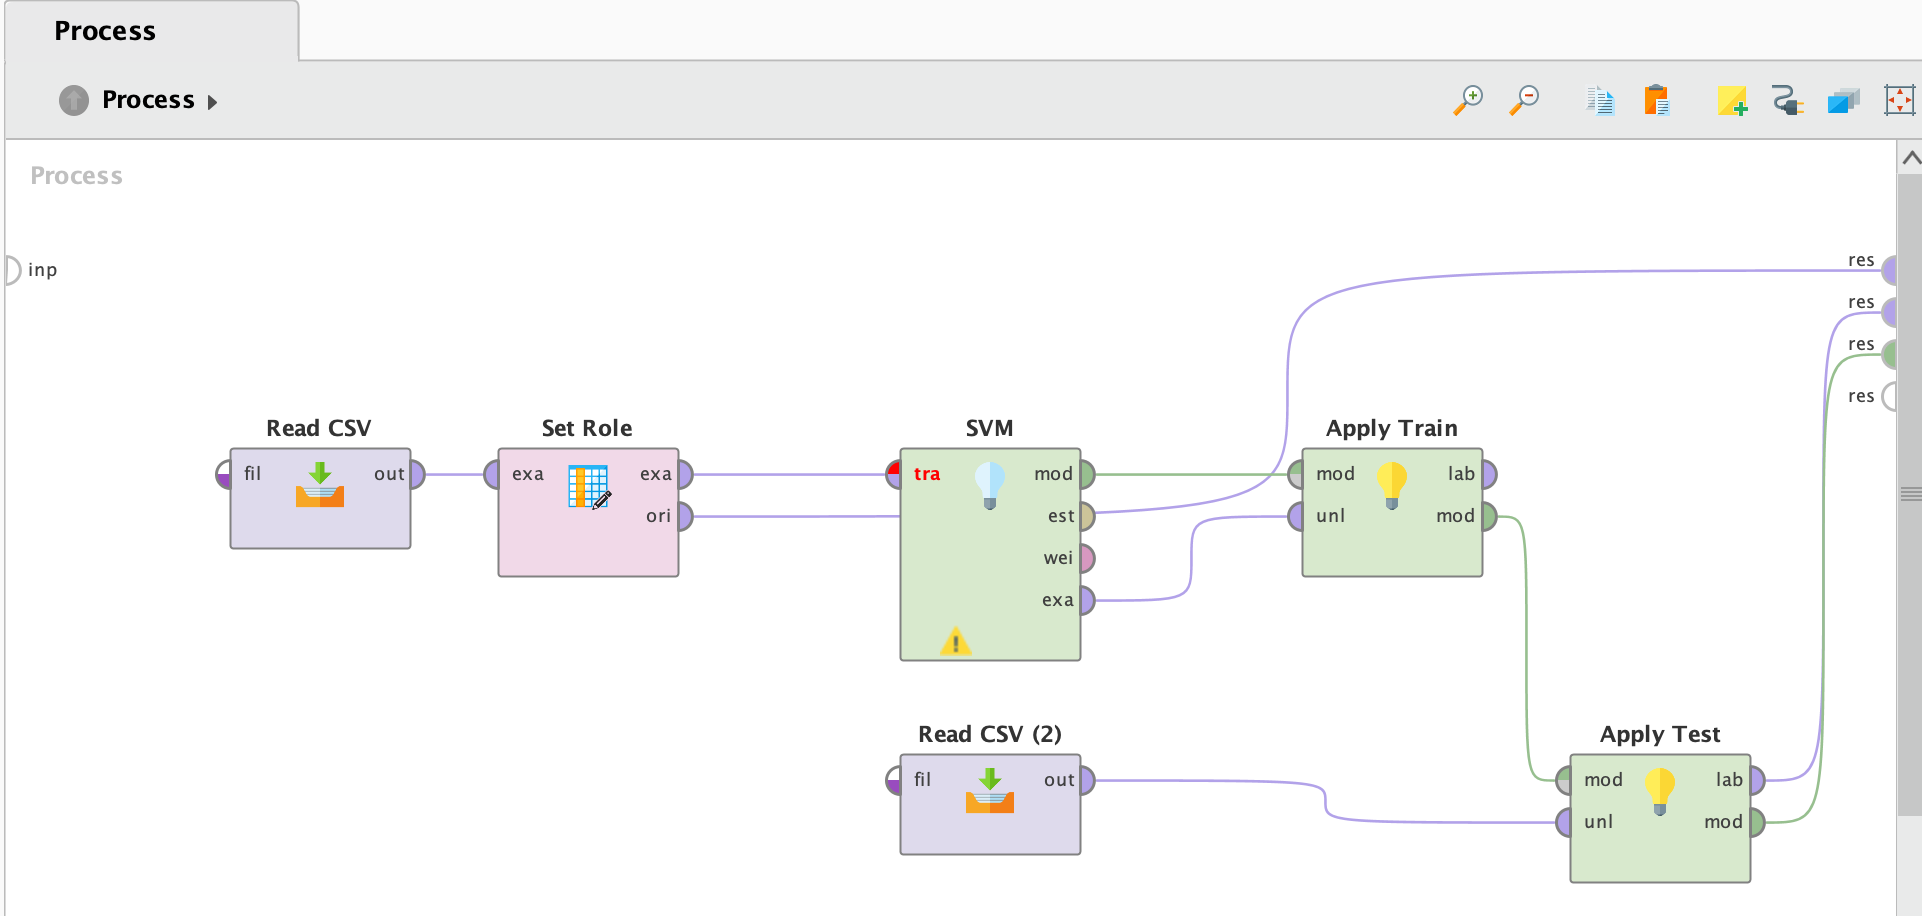 Process
Process
Process
inp
res
res
res
res
Read CSV
fil out
Set Role
exa exa
ori
SVM
tra mod
est
wei
exa
Apply Train
mod lab
unl mod
Read CSV (2)
fil out
Apply Test
mod lab
unl mod